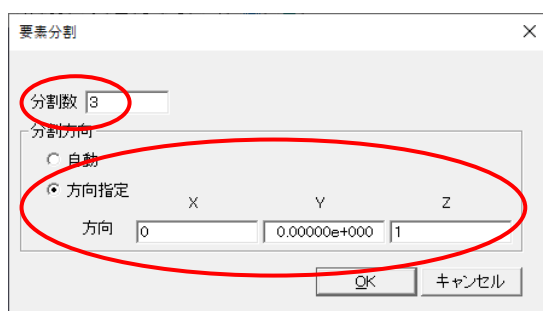 要素分割
分割数 3
分割方向
自動
方向指定
X Y Z
方向 0 0.00000e+000 1
OK キャンセル